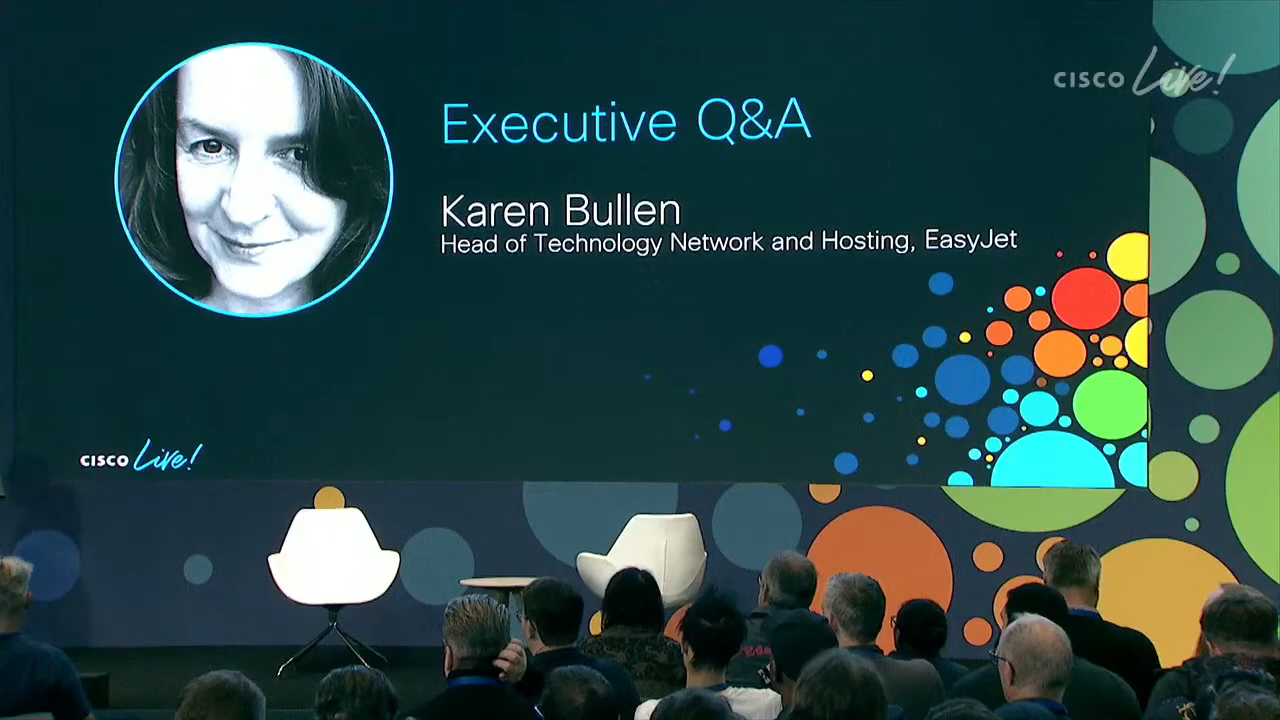 CISCO Live!
Executive Q&A
Karen Bullen
Head of Technology Network and Hosting, EasyJet
CISCO Live!